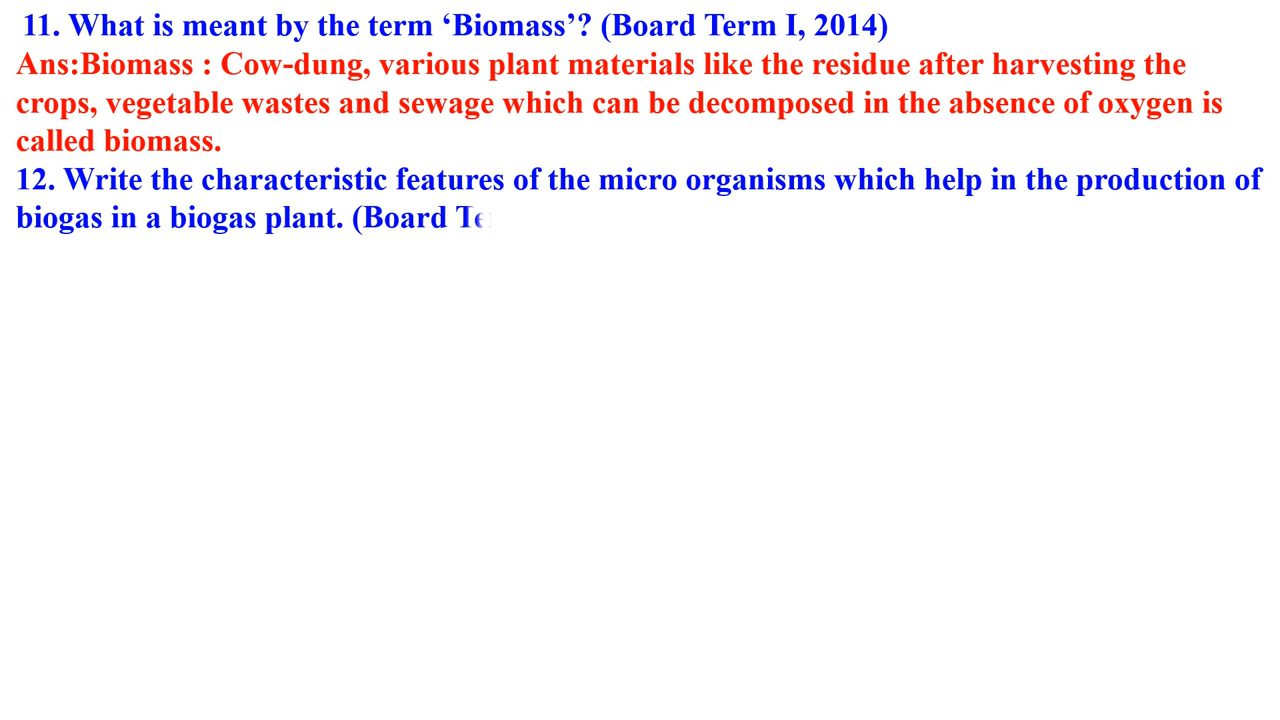 11. What is meant by the term ‘Biomass’? (Board Term I, 2014)
Ans:Biomass : Cow-dung, various plant materials like the residue after harvesting the
crops, vegetable wastes and sewage which can be decomposed in the absence of oxygen is
called biomass.
12. Write the characteristic features of the micro organisms which help in the production of
biogas in a biogas plant. (Board